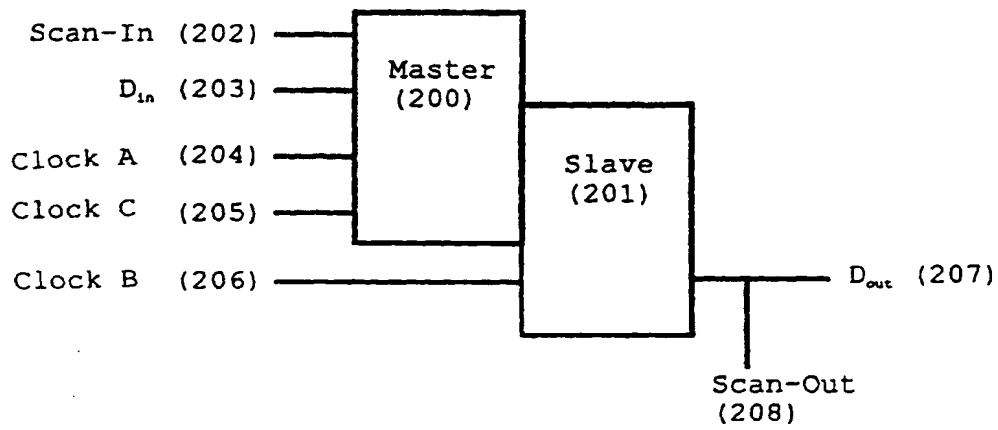 Scan-In (202)
Master
(200)
D_in (203)
Clock A (204)
Slave
(201)
Clock C (205)
Clock B (206)
D_out (207)
Scan-Out
(208)